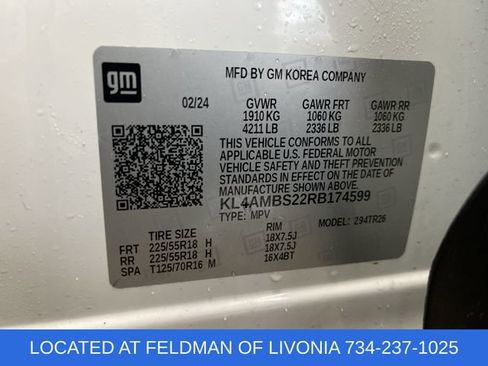 gm
MFD BY GM KOREA COMPANY
02/24 GVWR GAWR FRT GAWR RR
1910 KG 1060 KG 1060 KG
4211 LB 2336 LB 2336 LB
THIS VEHICLE CONFORMS TO ALL
APPLICABLE U.S. FEDERAL MOTOR
VEHICLE SAFETY AND THEFT PREVENTION
STANDARDS IN EFFECT ON THE DATE OF
MANUFACTURE SHOWN ABOVE.
KL4AMBS22RB174599
TYPE: MPV MODEL: 294TR26
TIRE SIZE RIM
FRT 225/55R18 H 18X7.5J
RR 225/55R18 H 18X7.5J
SPA T125/70R16 M 16X4BT
LOCATED AT FELDMAN OF LIVONIA 734-237-1025